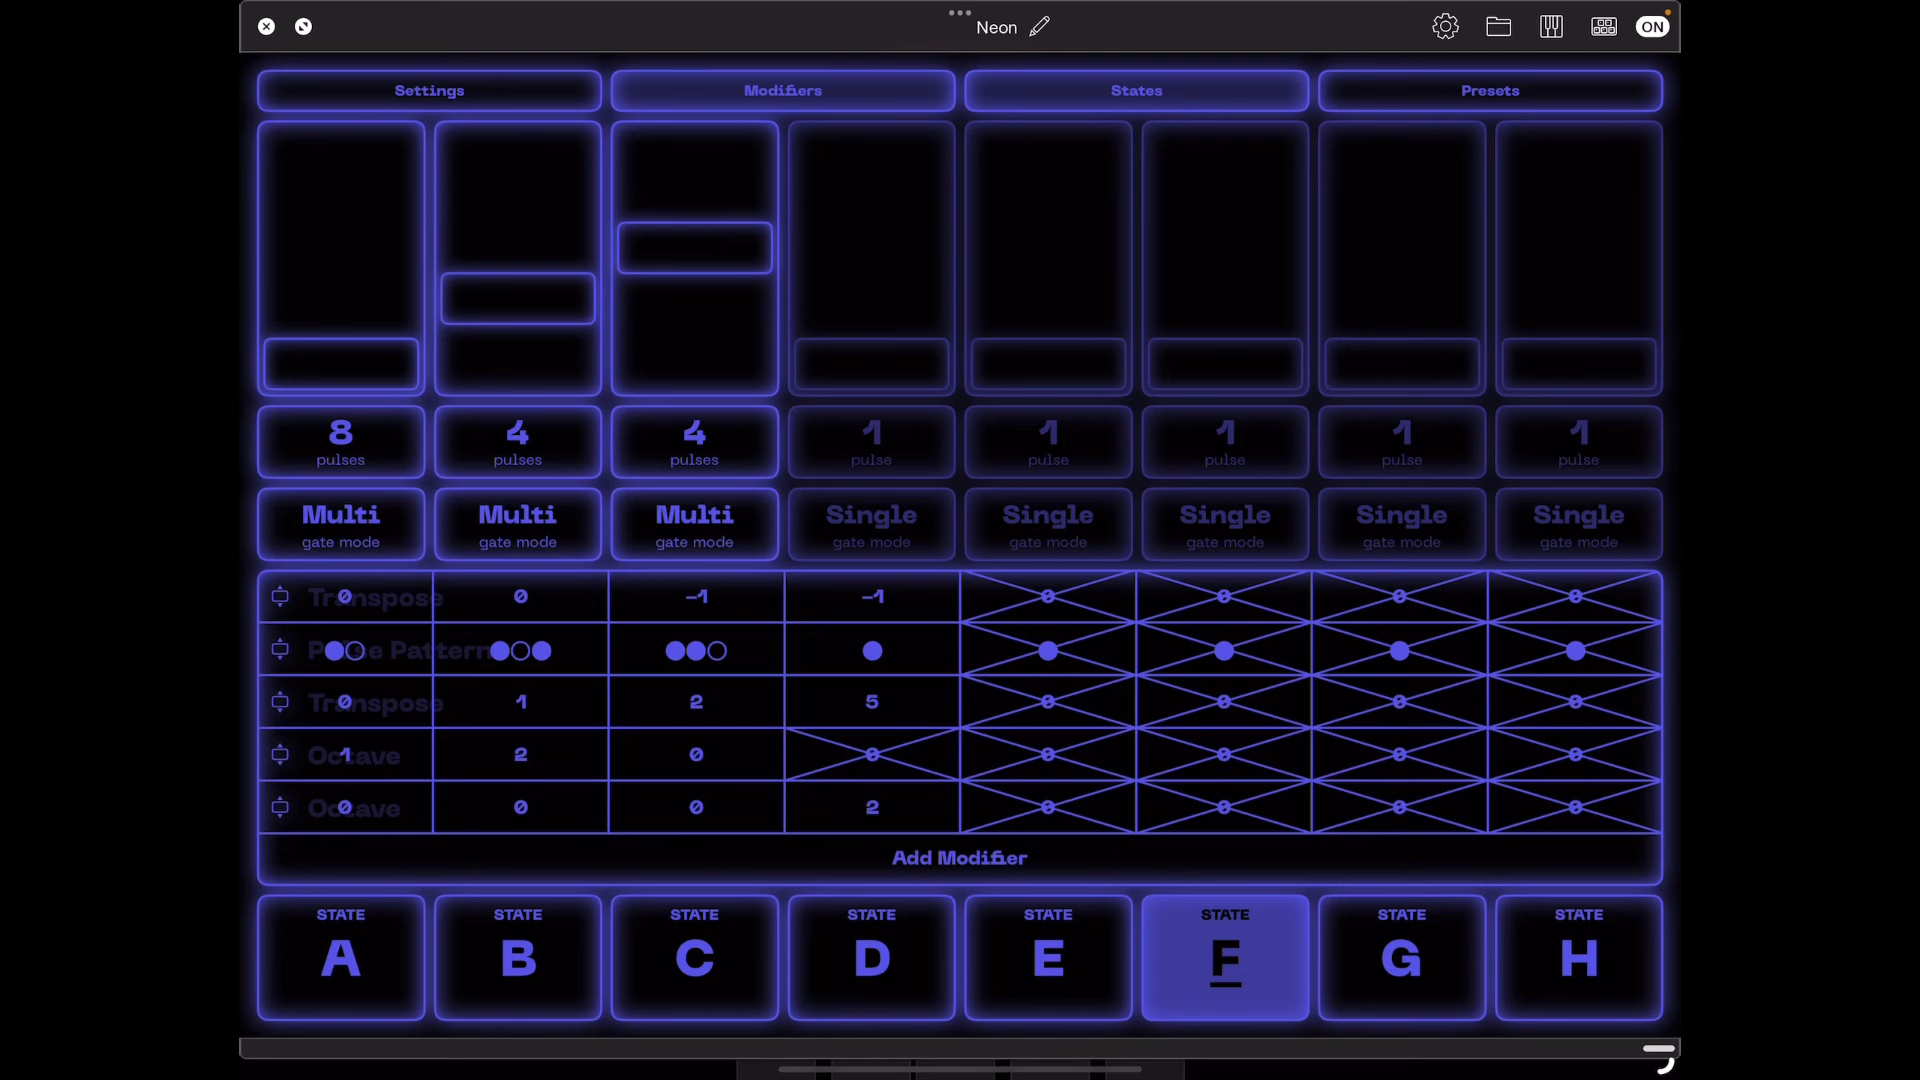 Neon
ON
Settings Modifiers States Presets
8 4 4 1 1 1 1 1
pulses pulses pulses pulse pulse pulse pulse pulse
Multi Multi Multi Single Single Single Single Single
gate mode gate mode gate mode gate mode gate mode gate mode gate mode gate mode
Transpose 0 0 -1 -1 0 0 0 0
Pulse Pattern
Transpose 0 1 2 5 0 0 0 0
Octave 1 2 0 0 0 0 0 0
Octave 0 0 0 2 0 0 0 0
Add Modifier
STATE STATE STATE STATE STATE STATE STATE STATE
A B C D E F G H